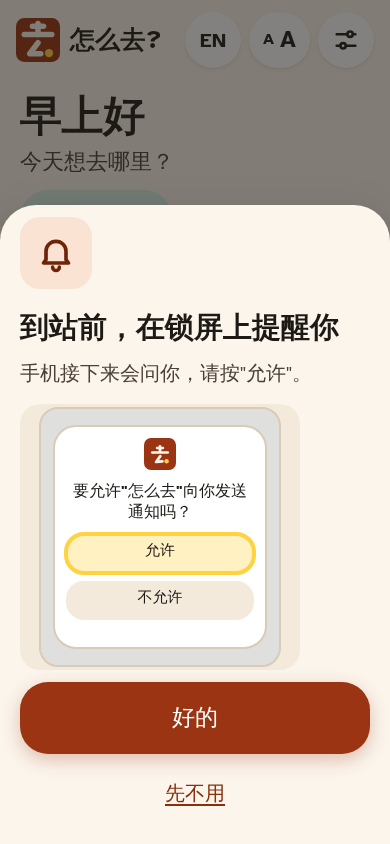 去 怎么去? EN A A
早上好
今天想去哪里？
到站前，在锁屏上提醒你
手机接下来会问你，请按"允许"。
去
要允许"怎么去"向你发送
通知吗？
允许
不允许
好的
先不用